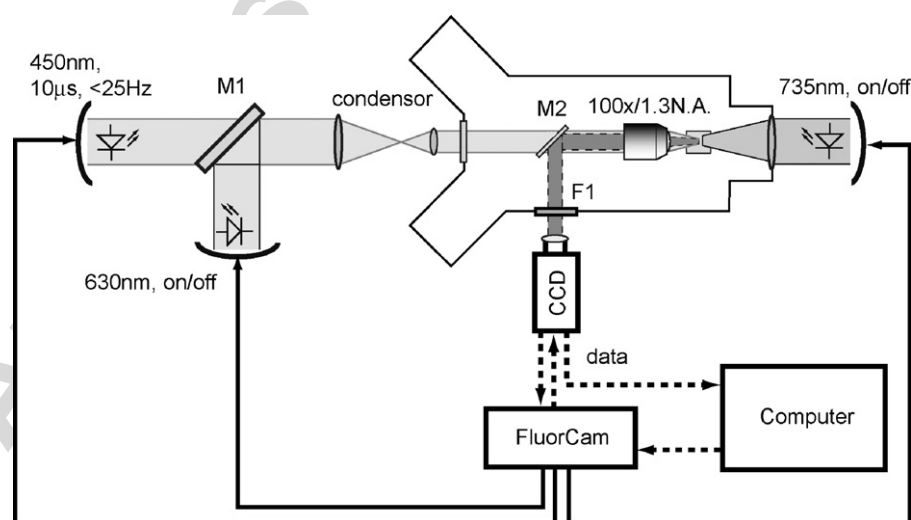 450nm,
10µs, <25Hz
M1
condensor
M2
100x/1.3N.A.
735nm, on/off
F1
630nm, on/off
CCD
data
Computer
FluorCam